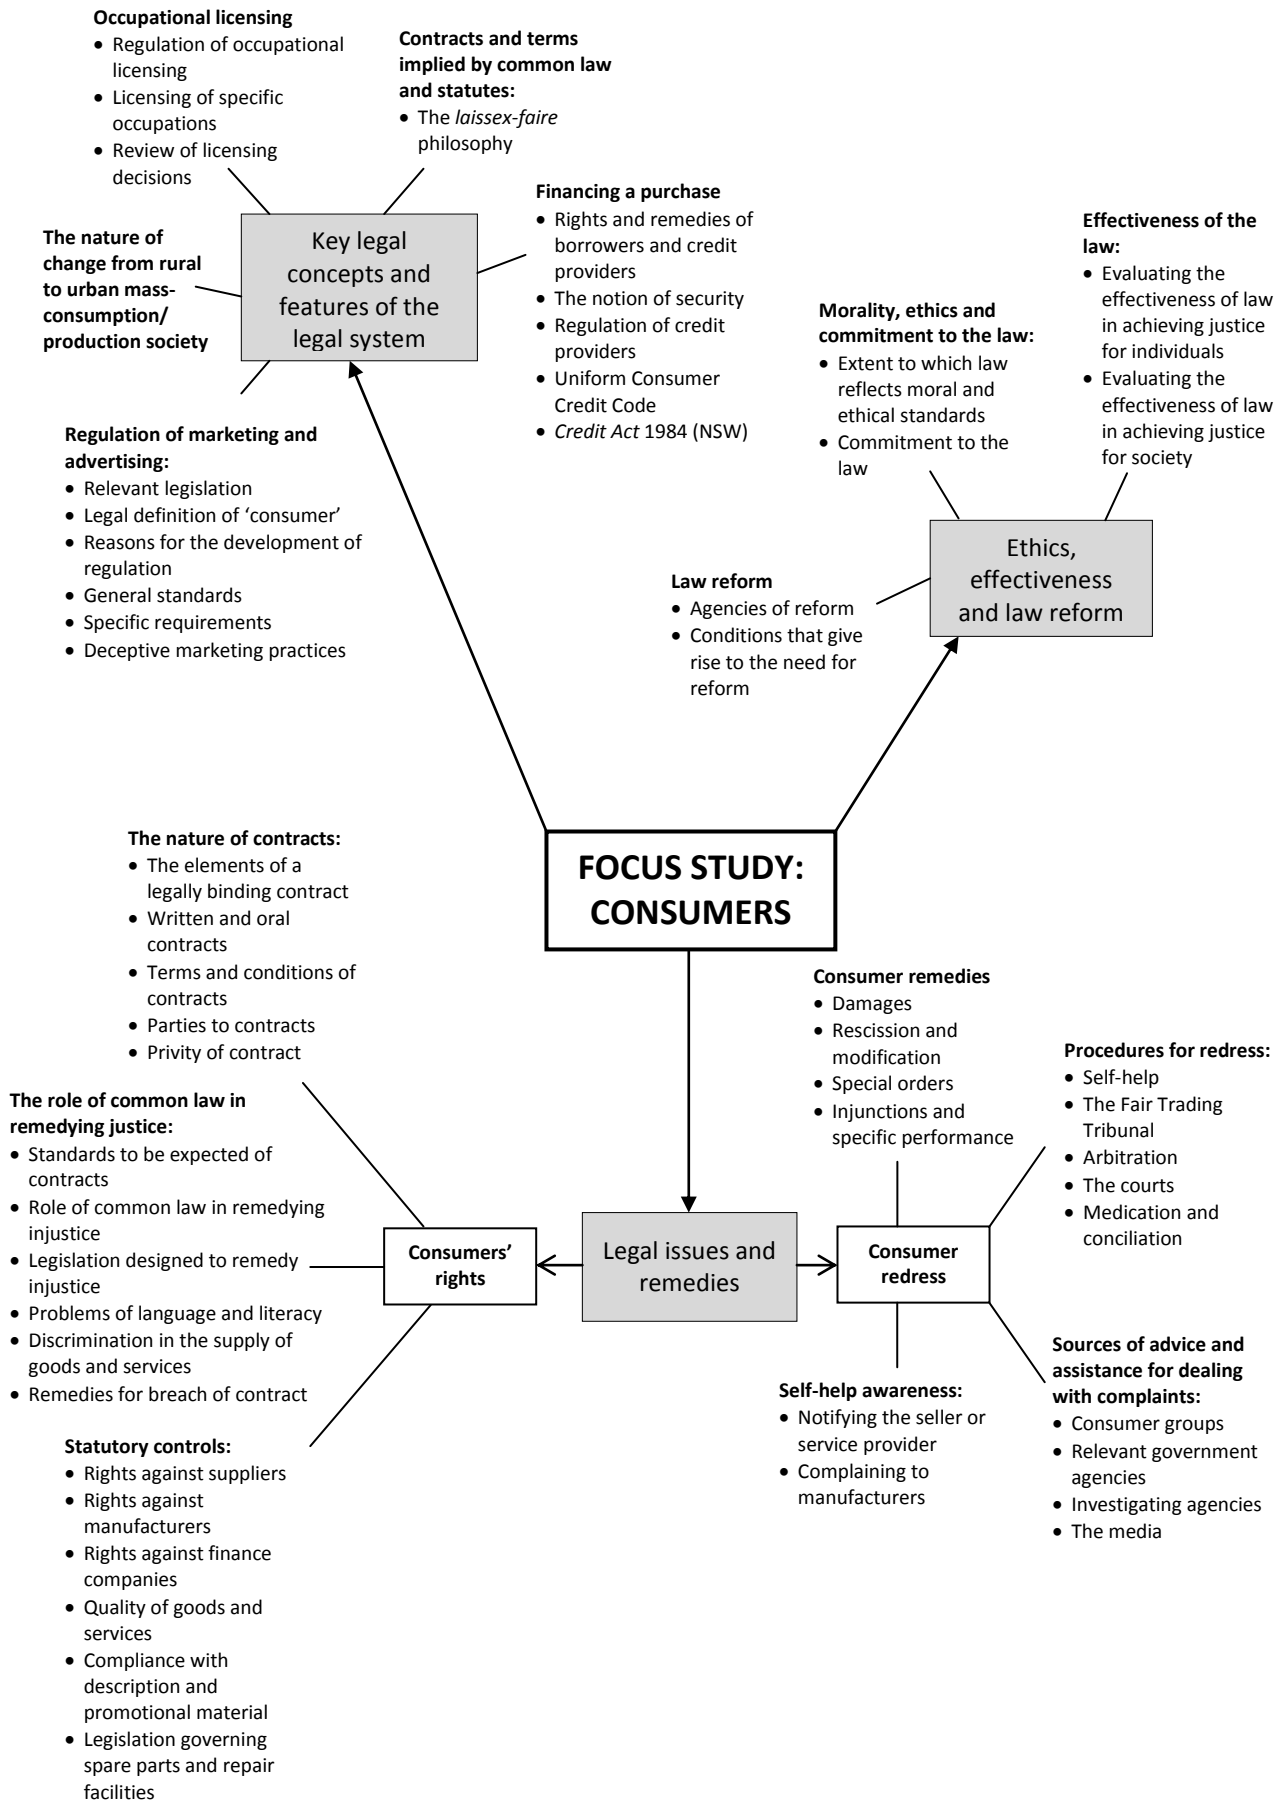 Occupational licensing
• Regulation of occupational
licensing
• Licensing of specific
occupations
• Review of licensing
decisions
Contracts and terms
implied by common law
and statutes:
• The laissex-faire
philosophy
Financing a purchase
• Rights and remedies of
borrowers and credit
providers
• The notion of security
• Regulation of credit
providers
• Uniform Consumer
Credit Code
• Credit Act 1984 (NSW)
The nature of
change from rural
to urban mass-
consumption/
production society
Key legal
concepts and
features of the
legal system
Regulation of marketing and
advertising:
• Relevant legislation
• Legal definition of ‘consumer’
• Reasons for the development of
regulation
• General standards
• Specific requirements
• Deceptive marketing practices
Effectiveness of the
law:
• Evaluating the
effectiveness of law
in achieving justice
for individuals
• Evaluating the
effectiveness of law
in achieving justice
for society
Morality, ethics and
commitment to the law:
• Extent to which law
reflects moral and
ethical standards
• Commitment to the
law
Ethics,
effectiveness
and law reform
Law reform
• Agencies of reform
• Conditions that give
rise to the need for
reform
FOCUS STUDY:
CONSUMERS
The nature of contracts:
• The elements of a
legally binding contract
• Written and oral
contracts
• Terms and conditions of
contracts
• Parties to contracts
• Privity of contract
The role of common law in
remedying justice:
• Standards to be expected of
contracts
• Role of common law in remedying
injustice
• Legislation designed to remedy
injustice
• Problems of language and literacy
• Discrimination in the supply of
goods and services
• Remedies for breach of contract
Statutory controls:
• Rights against suppliers
• Rights against
manufacturers
• Rights against finance
companies
• Quality of goods and
services
• Compliance with
description and
promotional material
• Legislation governing
spare parts and repair
facilities
Consumers’
rights
Legal issues and
remedies
Consumer
redress
Consumer remedies
• Damages
• Rescission and
modification
• Special orders
• Injunctions and
specific performance
Procedures for redress:
• Self-help
• The Fair Trading
Tribunal
• Arbitration
• The courts
• Medication and
conciliation
Self-help awareness:
• Notifying the seller or
service provider
• Complaining to
manufacturers
Sources of advice and
assistance for dealing
with complaints:
• Consumer groups
• Relevant government
agencies
• Investigating agencies
• The media